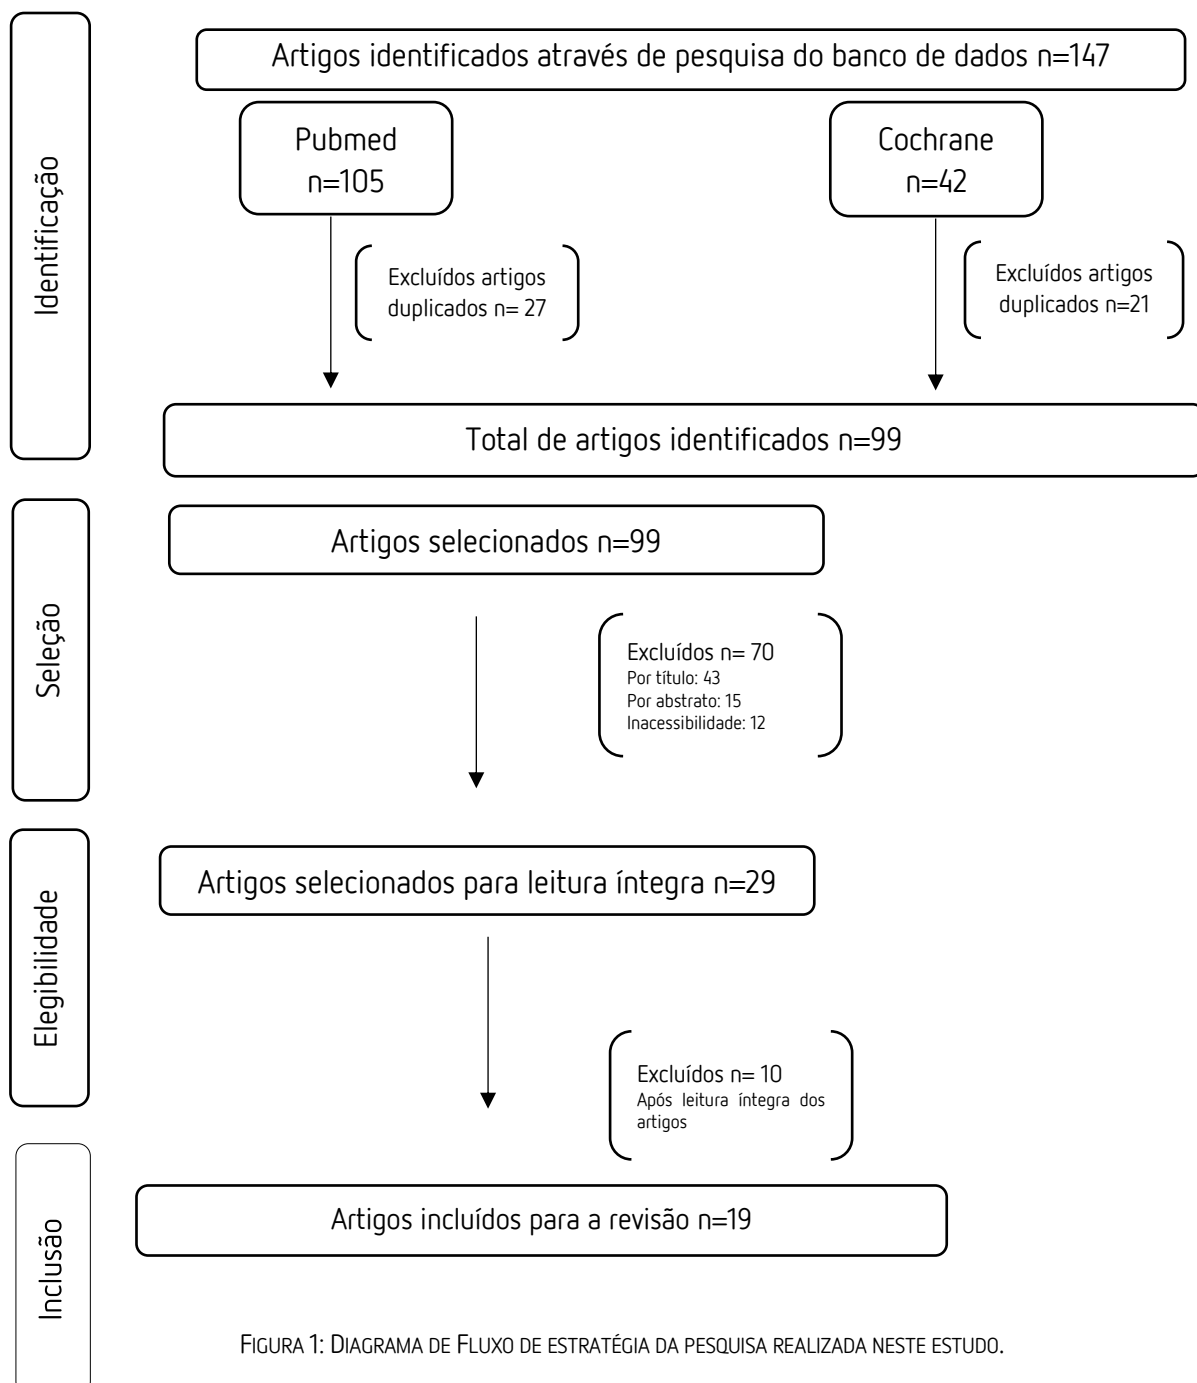 Identificação
Artigos identificados através de pesquisa do banco de dados n=147
Pubmed
n=105
Cochrane
n=42
Excluídos artigos
duplicados n= 27
Excluídos artigos
duplicados n=21
Total de artigos identificados n=99
Seleção
Artigos selecionados n=99
Excluídos n= 70
Por título: 43
Por abstrato: 15
Inacessibilidade: 12
Elegibilidade
Artigos selecionados para leitura íntegra n=29
Excluídos n= 10
Após leitura íntegra dos
artigos
Inclusão
Artigos incluídos para a revisão n=19
FIGURA 1: DIAGRAMA DE FLUXO DE ESTRATÉGIA DA PESQUISA REALIZADA NESTE ESTUDO.